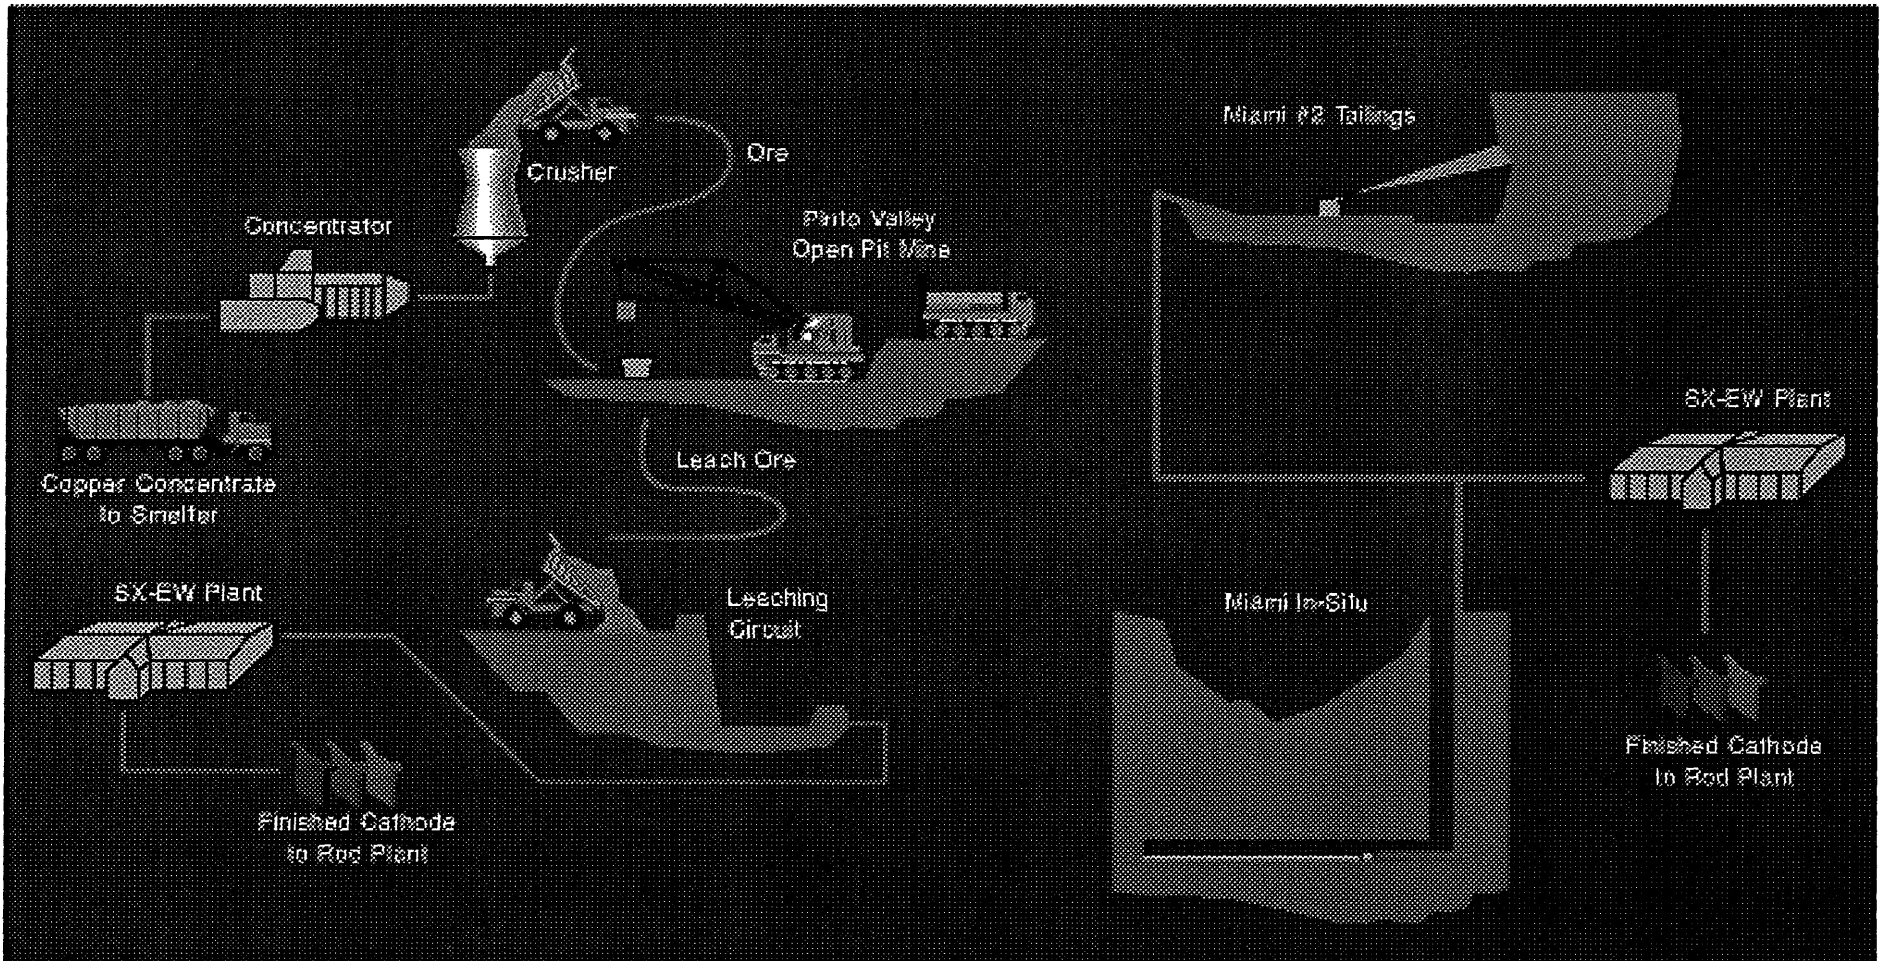 Crusher
Ore
Miami #2 Tailings
Concentrator
Pinto Valley
Open Pit Mine
SX-EW Plant
Copper Concentrate
to Smelter
Leach Ore
SX-EW Plant
Leaching
Circuit
Miami In-Situ
Finished Cathode
to Rod Plant
Finished Cathode
to Rod Plant